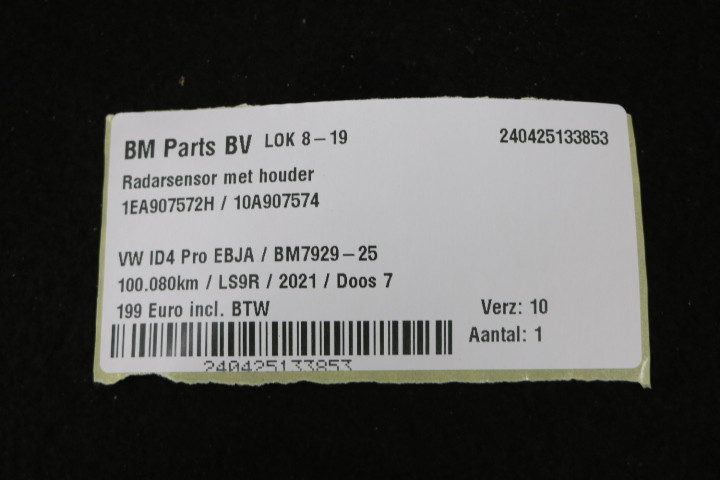 BM Parts BV LOK 8-19 240425133853
Radarsensor met houder
1EA907572H / 10A907574
VW ID4 Pro EBJA / BM7929-25
100.080km / LS9R / 2021 / Doos 7
199 Euro incl. BTW Verz: 10
Aantal: 1
240425133853